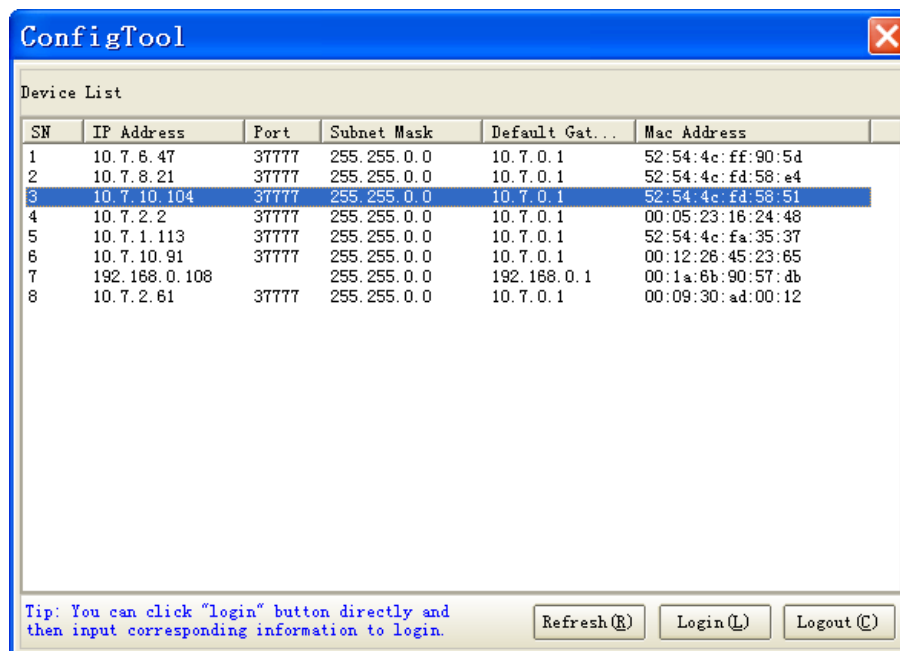 ConfigTool
Device List
SN IP Address Port Subnet Mask Default Gat... Mac Address
1 10.7.6.47 37777 255.255.0.0 10.7.0.1 52:54:4c:ff:90:5d
2 10.7.8.21 37777 255.255.0.0 10.7.0.1 52:54:4c:fd:58:e4
3 10.7.10.104 37777 255.255.0.0 10.7.0.1 52:54:4c:fd:58:51
4 10.7.2.2 37777 255.255.0.0 10.7.0.1 00:05:23:16:24:48
5 10.7.1.113 37777 255.255.0.0 10.7.0.1 52:54:4c:fa:35:37
6 10.7.10.91 37777 255.255.0.0 10.7.0.1 00:12:26:45:23:65
7 192.168.0.108 255.255.0.0 192.168.0.1 00:1a:6b:90:57:db
8 10.7.2.61 37777 255.255.0.0 10.7.0.1 00:09:30:ad:00:12
Tip: You can click "login" button directly and
then input corresponding information to login.
Refresh(R) Login(L) Logout(C)